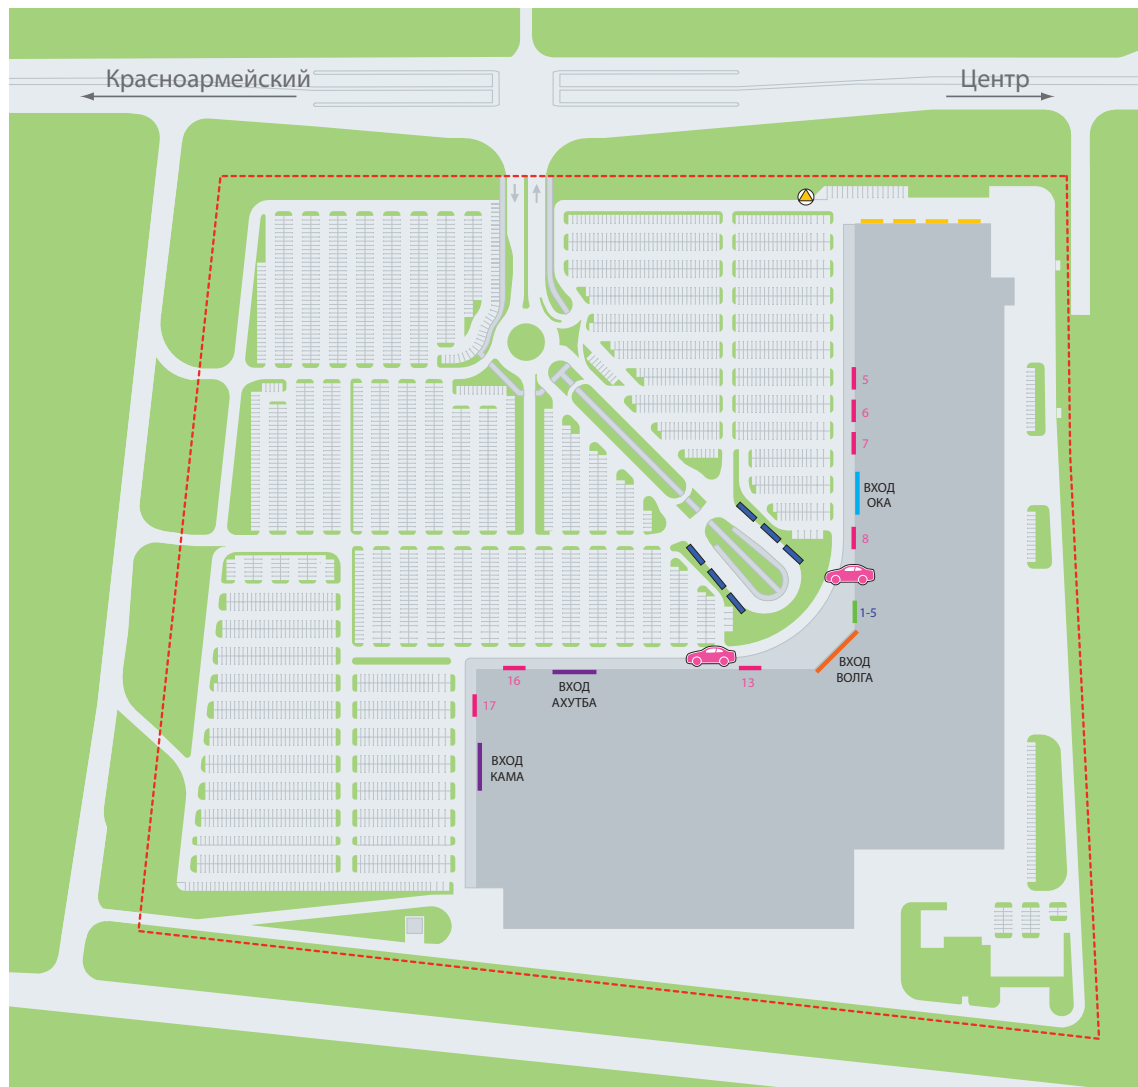 Красноармейский
Центр
5
6
7
ВХОД
ОКА
8
1-5
ВХОД
ВОЛГА
16
13
ВХОД
АХУТБА
17
ВХОД
КАМА